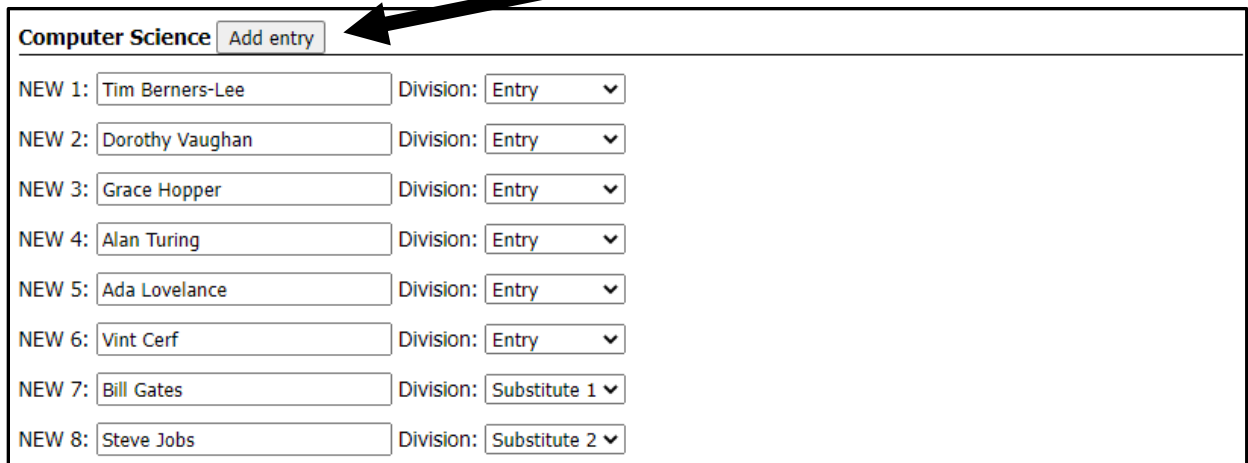 Computer Science Add entry
NEW 1: Tim Berners-Lee Division: Entry
NEW 2: Dorothy Vaughan Division: Entry
NEW 3: Grace Hopper Division: Entry
NEW 4: Alan Turing Division: Entry
NEW 5: Ada Lovelance Division: Entry
NEW 6: Vint Cerf Division: Entry
NEW 7: Bill Gates Division: Substitute 1
NEW 8: Steve Jobs Division: Substitute 2